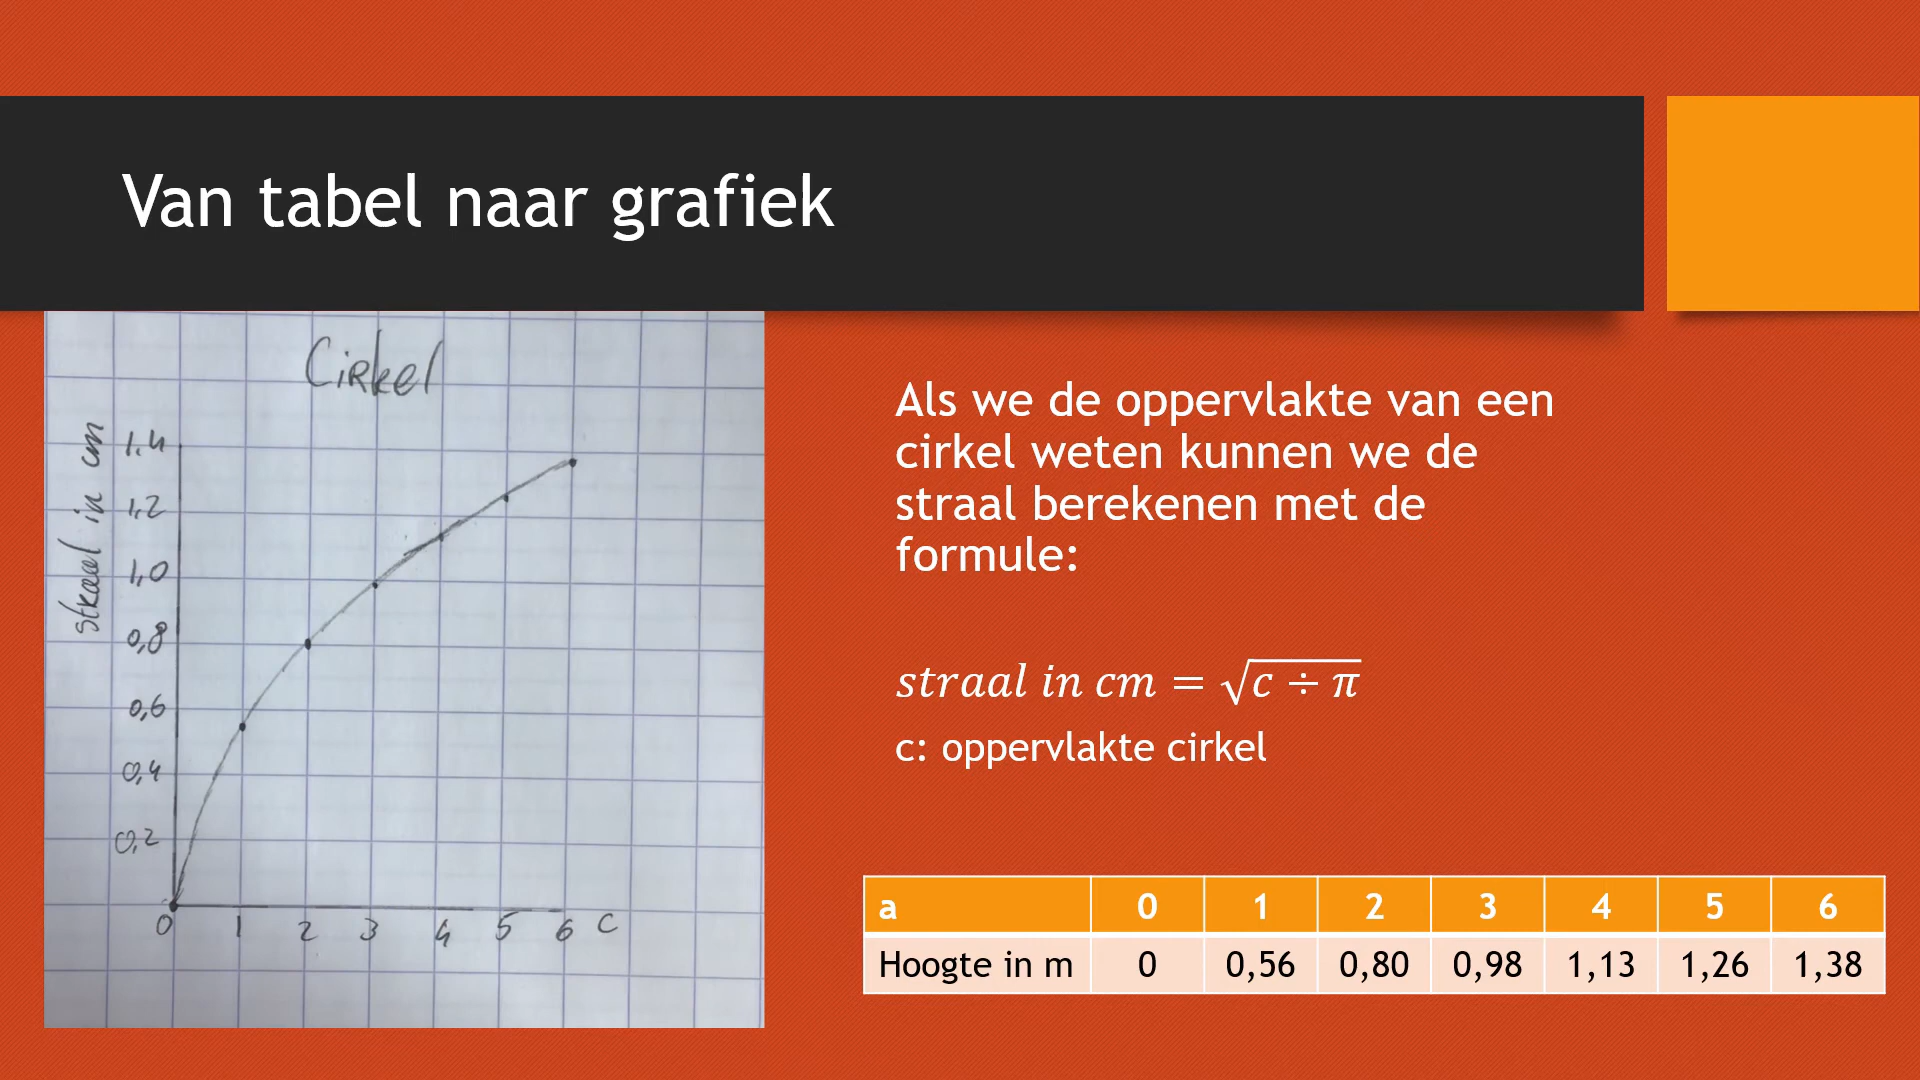 Van tabel naar grafiek
Cirkel
straal in cm
1,4
1,2
1,0
0,8
0,6
0,4
0,2
0 1 2 3 4 5 6 c
Als we de oppervlakte van een
cirkel weten kunnen we de
straal berekenen met de
formule:
straal in cm = √c ÷ π
c: oppervlakte cirkel
a 0 1 2 3 4 5 6
Hoogte in m 0 0,56 0,80 0,98 1,13 1,26 1,38